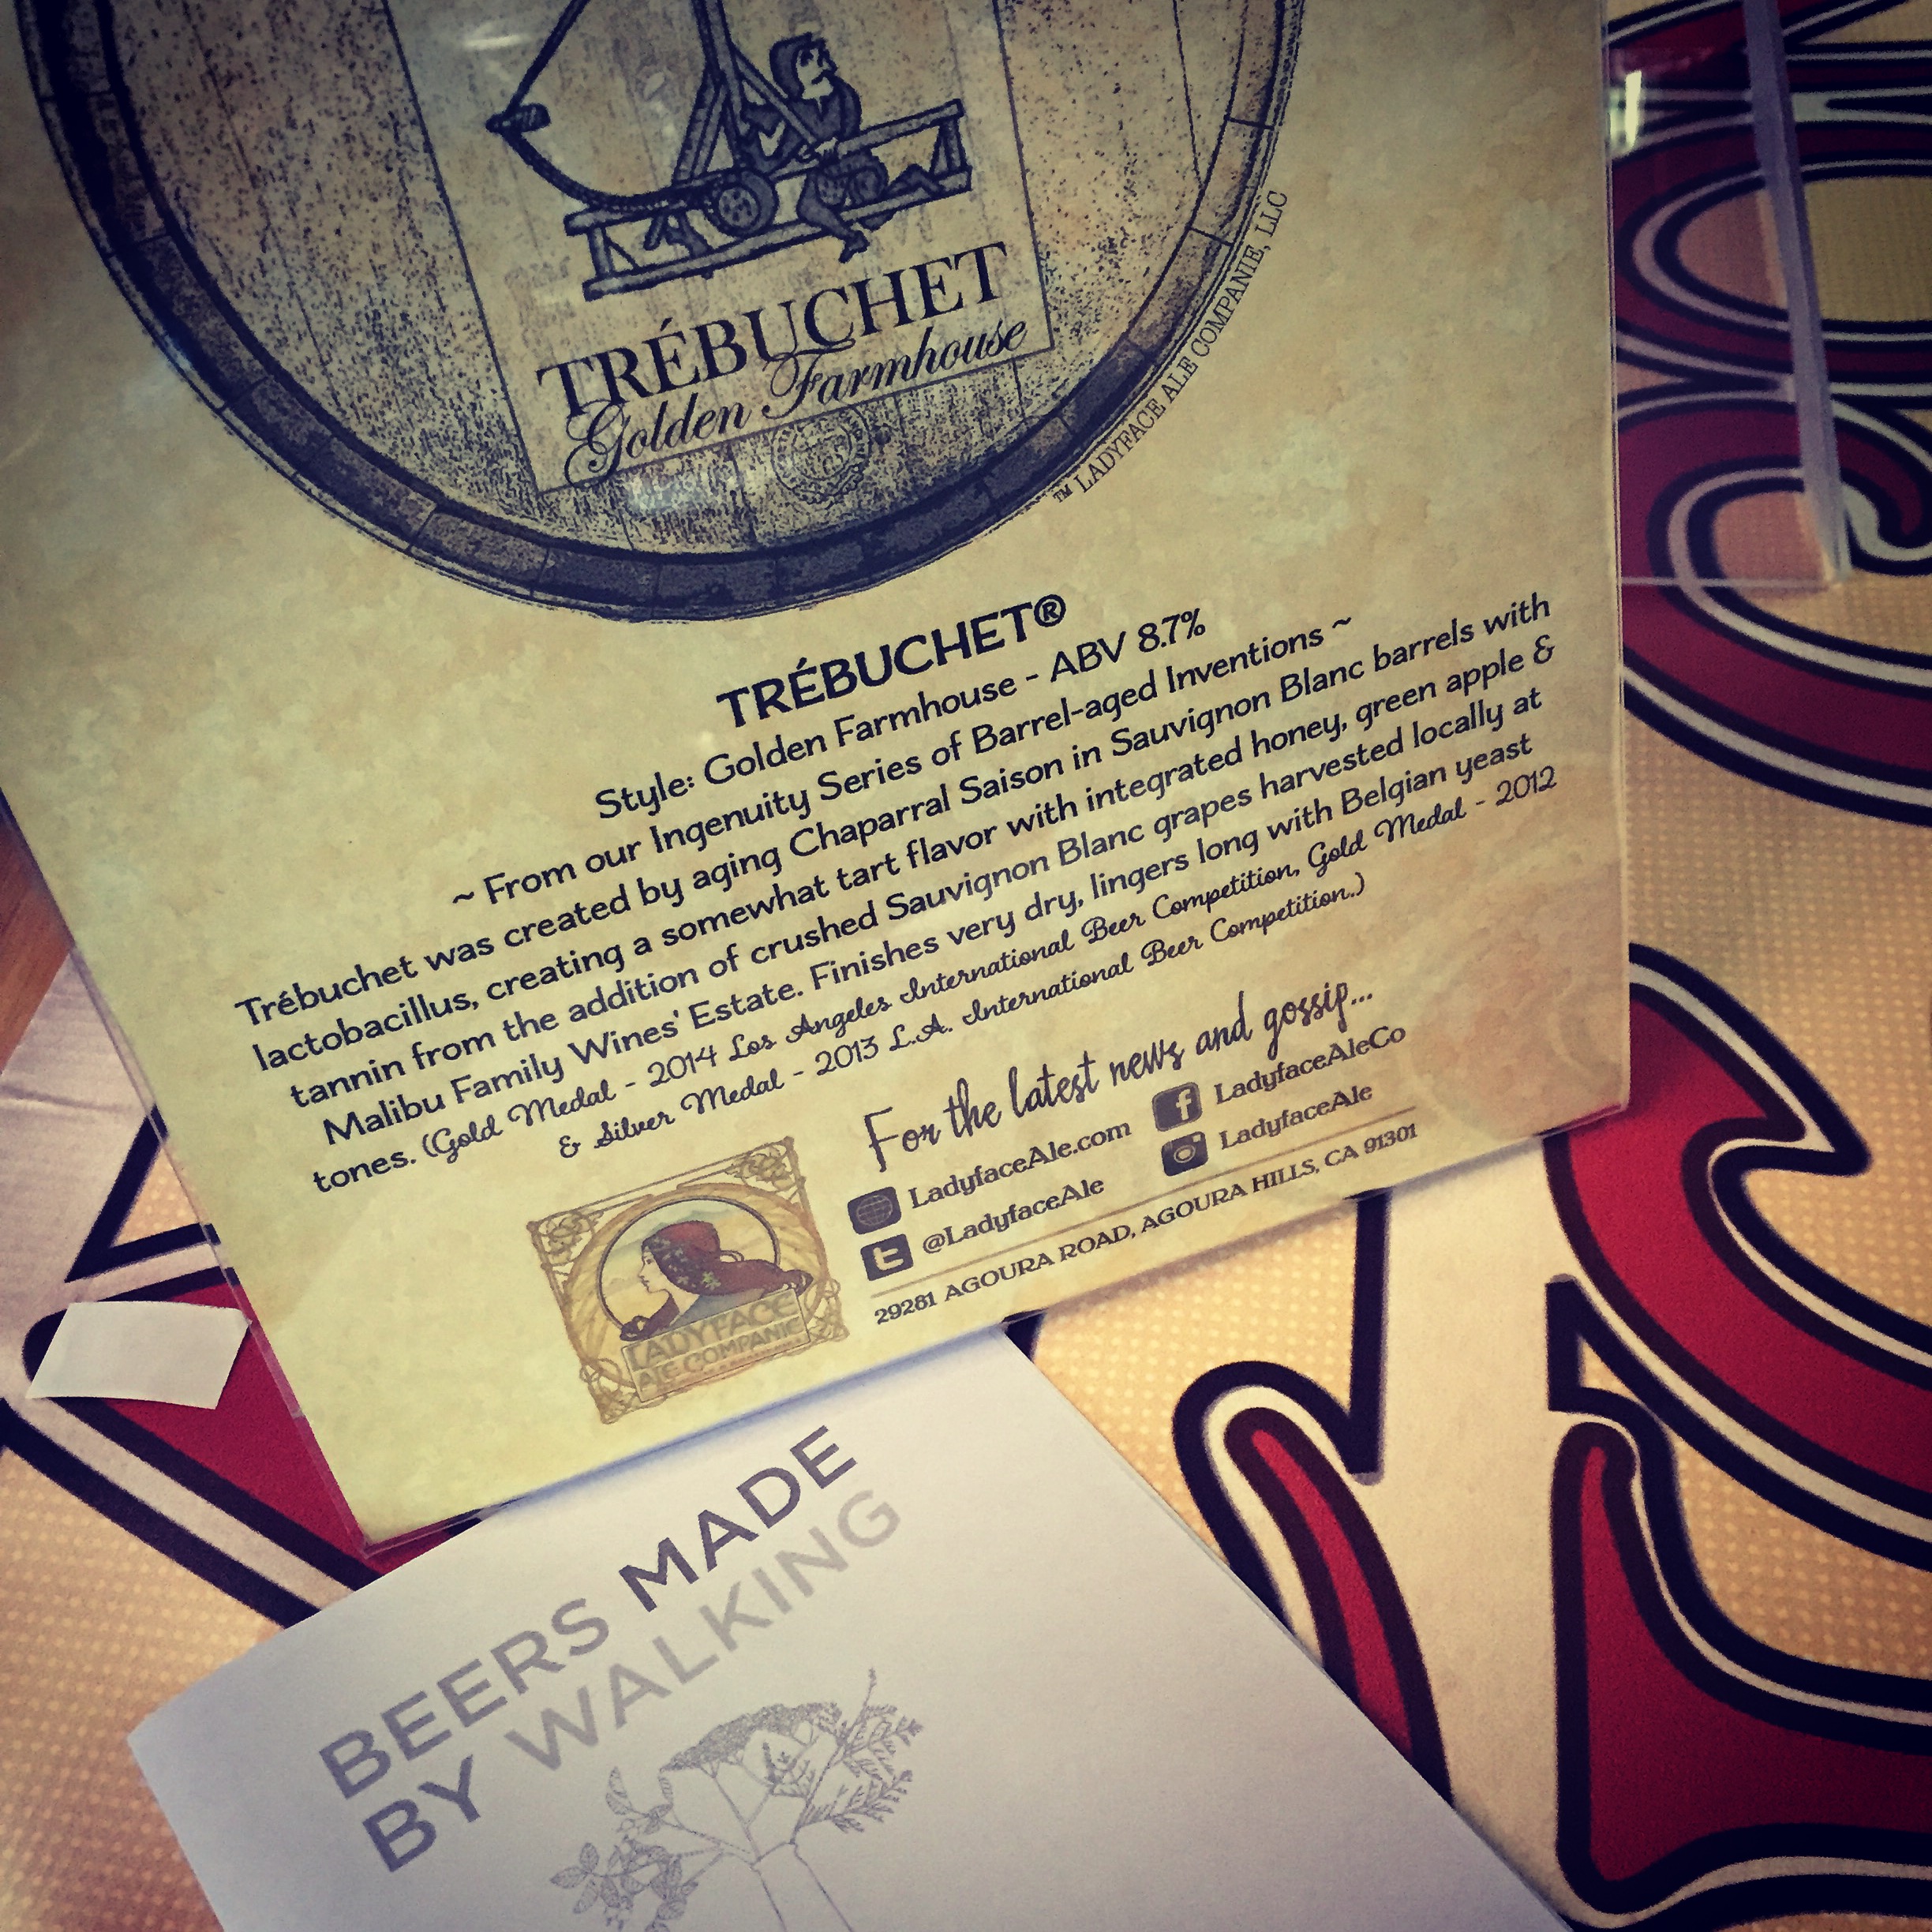 TRÉBUCHET
Golden Farmhouse
™ LADYFACE ALE COMPANIE, LLC
TRÉBUCHET®
Style: Golden Farmhouse - ABV 8.7%
~ From our Ingenuity Series of Barrel-aged Inventions ~
Trébuchet was created by aging Chaparral Saison in Sauvignon Blanc barrels with
lactobacillus, creating a somewhat tart flavor with integrated honey, green apple &
tannin from the addition of crushed Sauvignon Blanc grapes harvested locally at
Malibu Family Wines' Estate. Finishes very dry, lingers long with Belgian yeast
tones. (Gold Medal - 2014 Los Angeles International Beer Competition, Gold Medal - 2012
& Silver Medal - 2013 L.A. International Beer Competition.)
For the latest news and gossip...
LadyfaceAle.com
LadyfaceAleCo
@LadyfaceAle
LadyfaceAle
29281 AGOURA ROAD, AGOURA HILLS, CA 91301
LADYFACE
ALE COMPANIE
BEERS MADE
BY WALKING